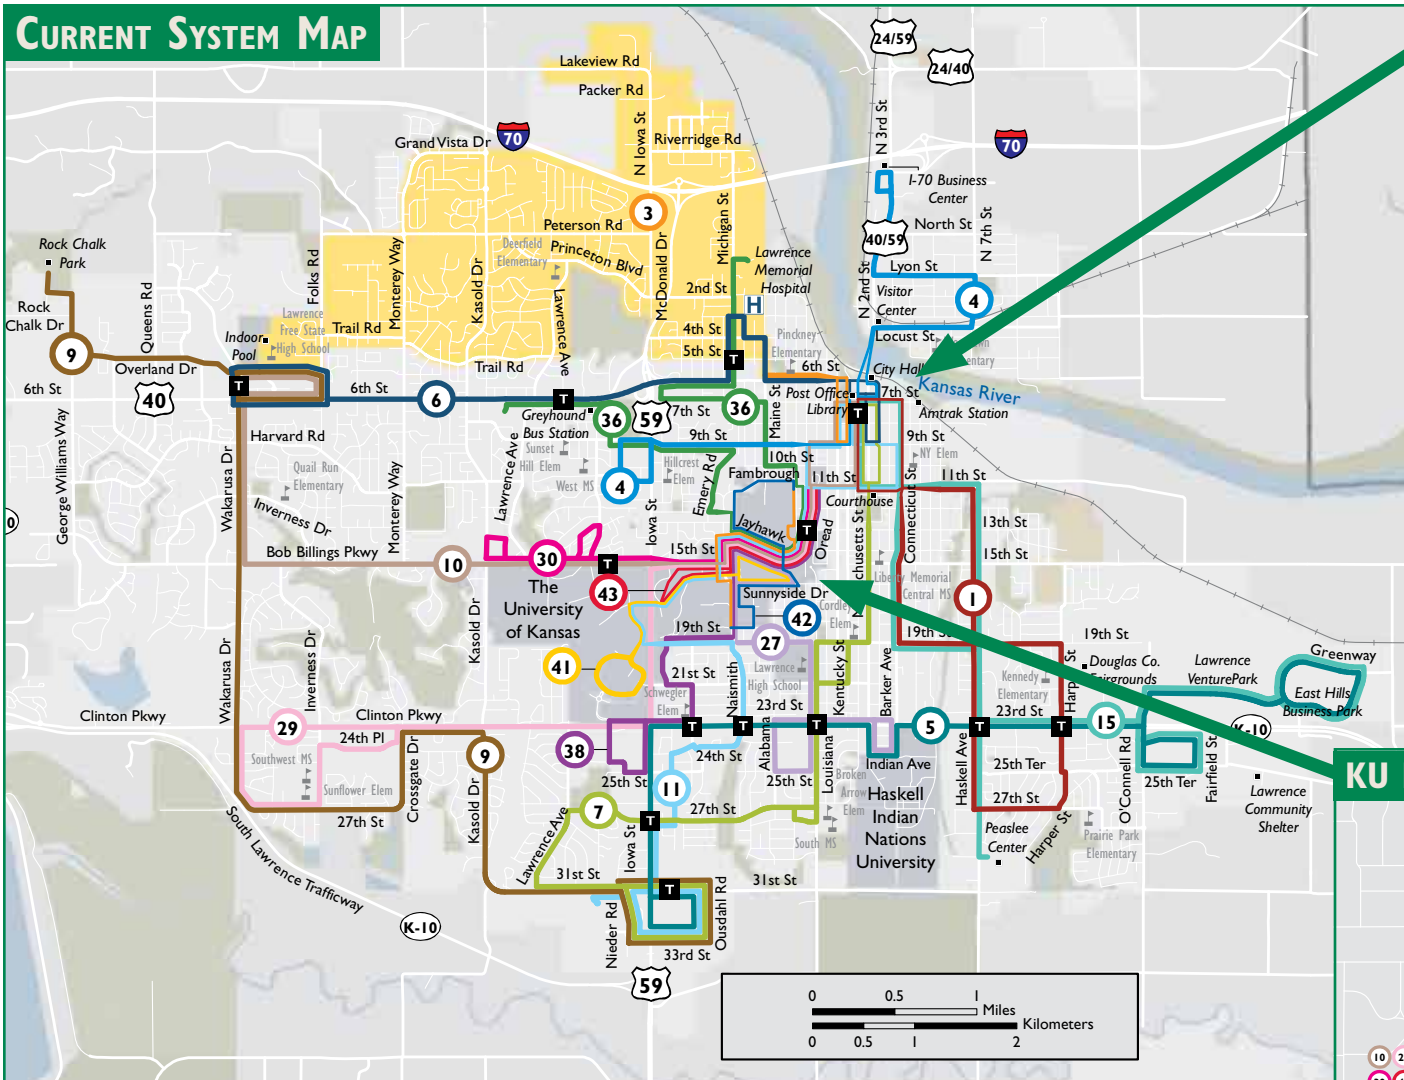 CURRENT SYSTEM MAP
24/59
24/40
Lakeview Rd
Packer Rd
N 3rd St
N Iowa St
Riverridge Rd
Grand Vista Dr
70
70
I-70 Business
Center
3
Peterson Rd
Michigan St
North St
N 7th St
40/59
Rock Chalk
Park
Deerfield
Elementary
Princeton Blvd
McDonald Dr
Lawrence
Memorial
Hospital
Lyon St
Folks Rd
Monterey Way
Kasold Dr
2nd St
N 2nd St
Visitor
Center
4
Rock
Chalk Dr
Queens Rd
Lawrence
Free State
High School
Trail Rd
Lawrence Ave
H
4th St
5th St
Pinckney
Elementary
Locust St
Indoor
Pool
9
Overland Dr
Trail Rd
T
6th St
City Hall
Kansas River
6th St
40
T
6th St
6
T
Greyhound
Bus Station
36
59
7th St
36
Maine St
Post Office
Library
T
7th St
Amtrak Station
George Williams Way
Harvard Rd
Wakarusa Dr
Sunset
Hill Elem
9th St
9th St
NY Elem
Quail Run
Elementary
Lawrence Ave
West MS
4
Hillcrest
Elem
Emery Rd
10th St
Fambrough
11th St
11th St
Inverness Dr
Monterey Way
Iowa St
Courthouse
Connecticut St
Jayhawk
T
Oread
13th St
15th St
Bob Billings Pkwy
10
30
T
15th St
The
University
of Kansas
43
Liberty Memorial
Central MS
1
Sunnyside Dr
42
Kasold Dr
19th St
27
19th St
19th St
41
Wakarusa Dr
Inverness Dr
21st St
Schwegler
Elem
Naismith
Lawrence
High School
Kentucky St
Barker Ave
Kennedy
Elementary
Harper St
Douglas Co.
Fairgrounds
Lawrence
VenturePark
Greenway
East Hills
Business Park
Clinton Pkwy
29
Clinton Pkwy
24th Pl
Southwest MS
Sunflower Elem
9
38
T
T
23rd St
Alabama
T
5
T
23rd St
T
15
K-10
24th St
25th St
11
25th St
Louisiana
Broken
Arrow
Elem
Indian Ave
Haskell Ave
25th Ter
O'Connell Rd
25th Ter
Fairfield St
KU
27th St
Crossgate Dr
Kasold Dr
7
Lawrence Ave
Iowa St
T
27th St
South MS
Haskell
Indian
Nations
University
27th St
Peaslee
Center
Harper St
Prairie Park
Elementary
Lawrence
Community
Shelter
South Lawrence Trafficway
K-10
31st St
T
31st St
Nieder Rd
Ousdahl Rd
33rd St
59
0 0.5 1
Miles
Kilometers
0 0.5 1 2
10